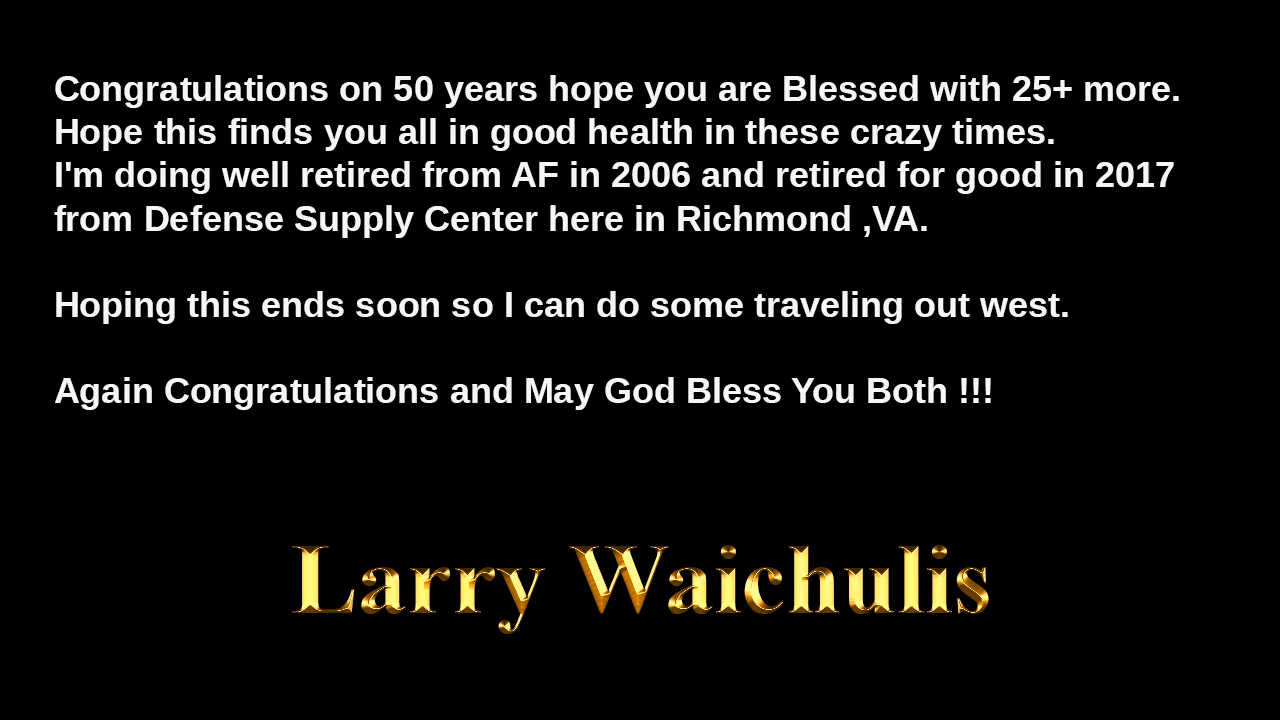 Congratulations on 50 years hope you are Blessed with 25+ more.
Hope this finds you all in good health in these crazy times.
I'm doing well retired from AF in 2006 and retired for good in 2017
from Defense Supply Center here in Richmond ,VA.
Hoping this ends soon so I can do some traveling out west.
Again Congratulations and May God Bless You Both !!!
Larry Waichulis